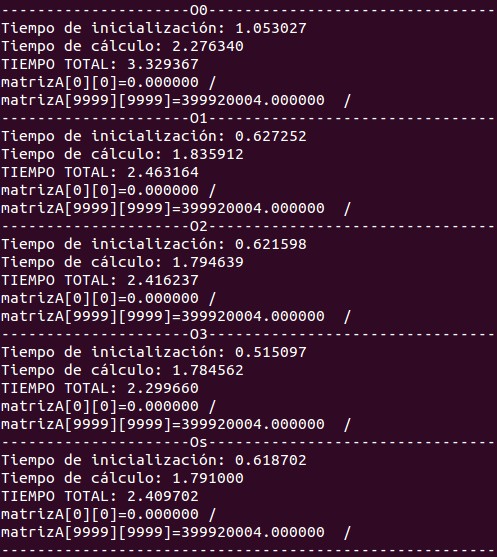 ---------------------O0--------------------------------
Tiempo de inicialización: 1.053027
Tiempo de cálculo: 2.276340
TIEMPO TOTAL: 3.329367
matrizA[0][0]=0.000000 /
matrizA[9999][9999]=399920004.000000  /
---------------------O1--------------------------------
Tiempo de inicialización: 0.627252
Tiempo de cálculo: 1.835912
TIEMPO TOTAL: 2.463164
matrizA[0][0]=0.000000 /
matrizA[9999][9999]=399920004.000000  /
---------------------O2--------------------------------
Tiempo de inicialización: 0.621598
Tiempo de cálculo: 1.794639
TIEMPO TOTAL: 2.416237
matrizA[0][0]=0.000000 /
matrizA[9999][9999]=399920004.000000  /
---------------------O3--------------------------------
Tiempo de inicialización: 0.515097
Tiempo de cálculo: 1.784562
TIEMPO TOTAL: 2.299660
matrizA[0][0]=0.000000 /
matrizA[9999][9999]=399920004.000000  /
---------------------Os--------------------------------
Tiempo de inicialización: 0.618702
Tiempo de cálculo: 1.791000
TIEMPO TOTAL: 2.409702
matrizA[0][0]=0.000000 /
matrizA[9999][9999]=399920004.000000  /
-------------------------------------------------------